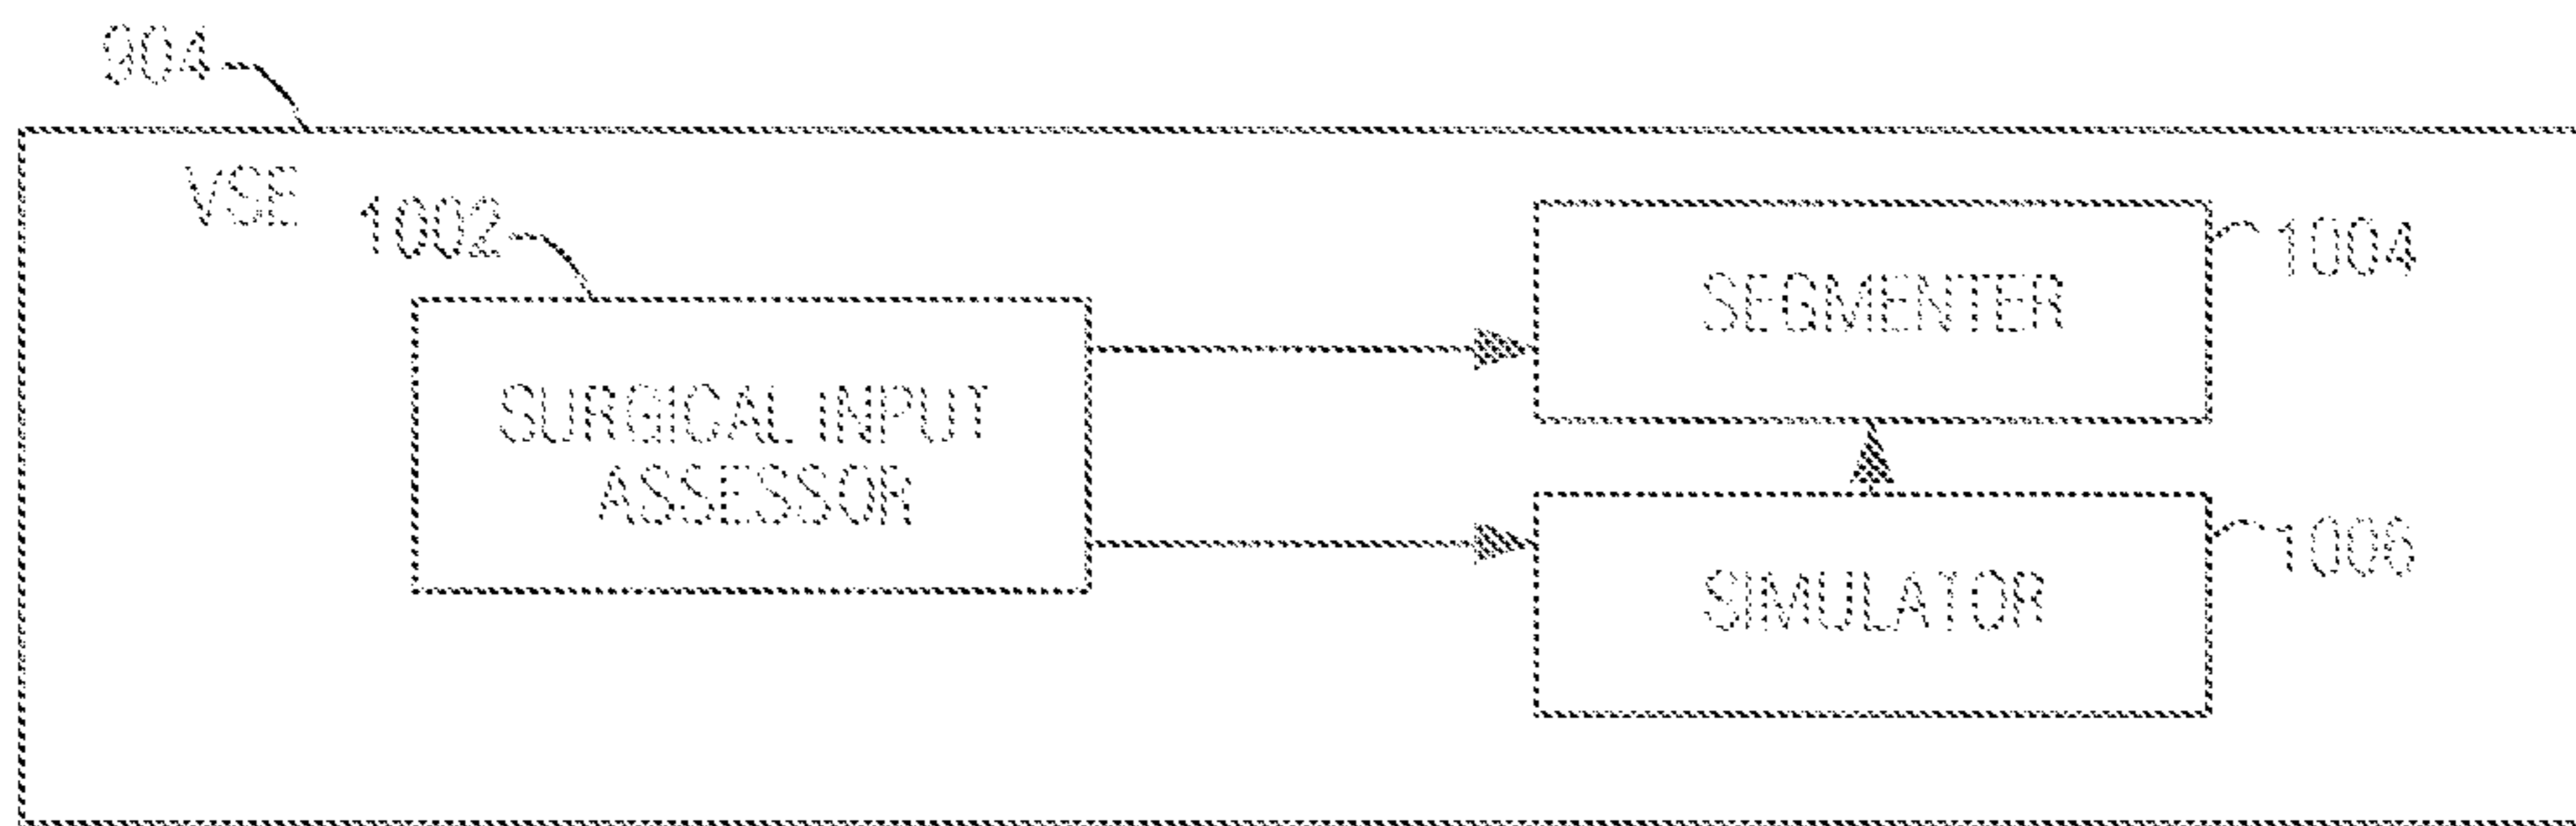 904
VSE
1002
SEGMENTER
1004
SURGICAL INPUT
ASSESSOR
SIMULATOR
1006